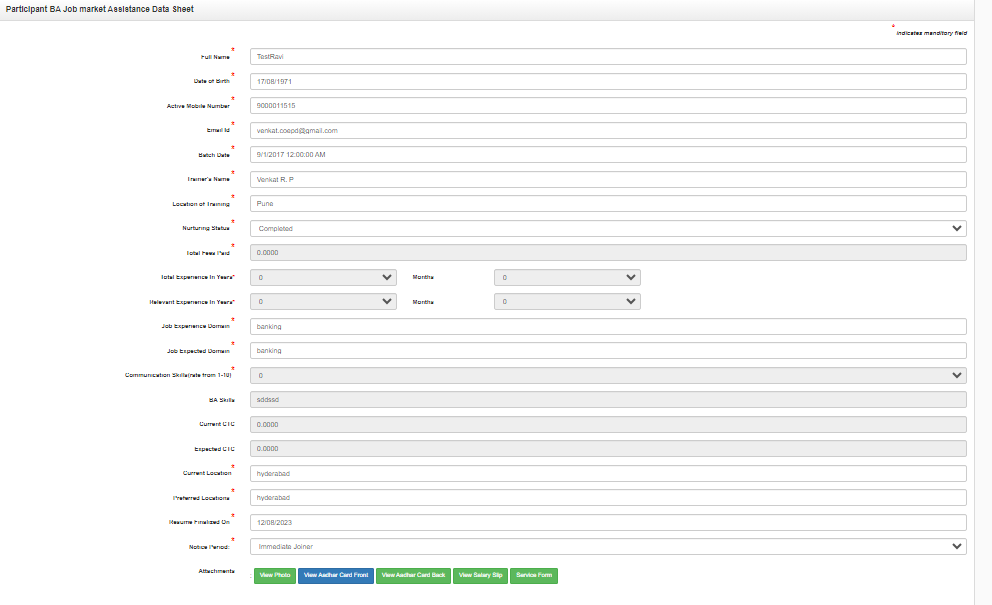 Participant BA Job market Assistance Data Sheet
* indicates manditory field
Full Name * TestRavi
Date of Birth * 17/08/1971
Active Mobile Number * 9000011515
Email Id * venkat.coepd@gmail.com
Batch Date * 9/1/2017 12:00:00 AM
Trainer's Name * Venkat R. P
Location of Training * Pune
Nurturing Status * Completed
Total Fees Paid * 0.0000
Total Experience In Years* 0 Months 0
Relevant Experience In Years* 0 Months 0
Job Experience Domain * banking
Job Expected Domain * banking
Communication Skills(rate from 1-10) * 0
BA Skills sddssd
Current CTC 0.0000
Expected CTC 0.0000
Current Location * hyderabad
Preferred Locations * hyderabad
Resume Finalized On * 12/08/2023
Notice Period: * Immediate Joiner
Attachments : View Photo View Aadhar Card Front View Aadhar Card Back View Salary Slip Service Form